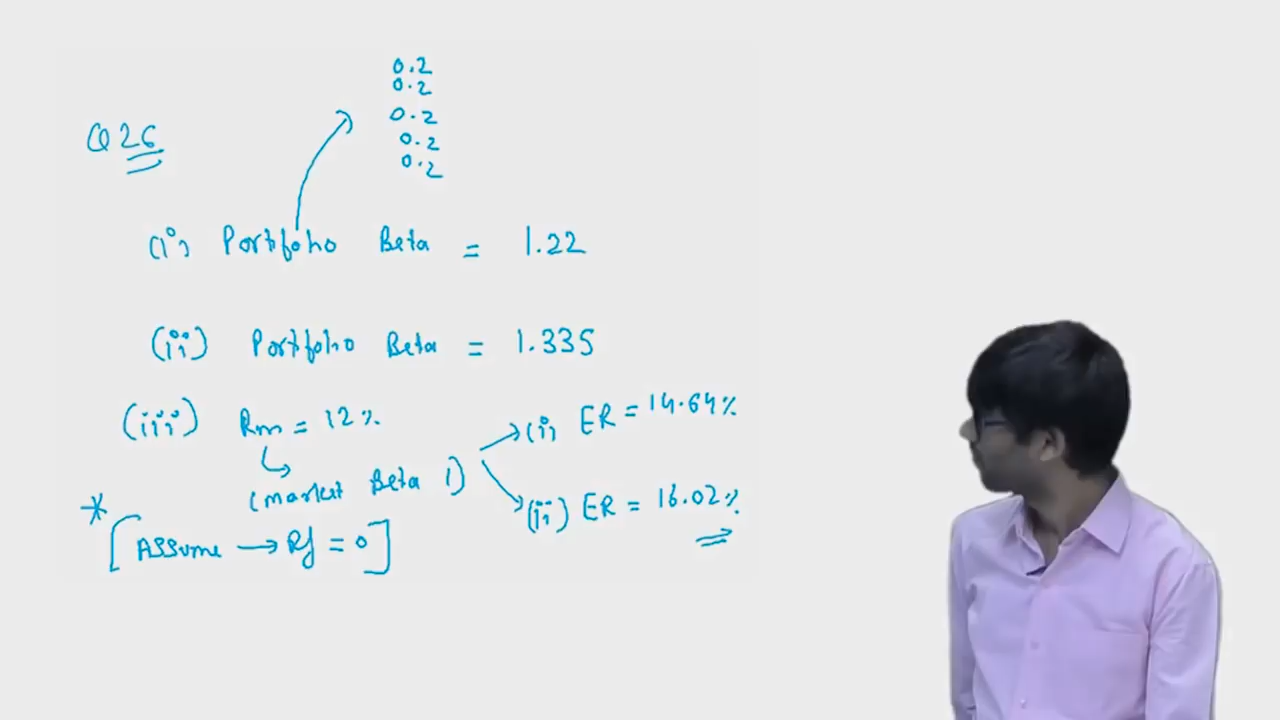 0.2
0.2
0.2
0.2
0.2
Q26
(i) Portfolio Beta = 1.22
(ii) Portfolio Beta = 1.335
(iii) Rm = 12%
(market Beta 1)
(i) ER = 14.64%
(ii) ER = 16.02%
* [Assume → Rf = 0]